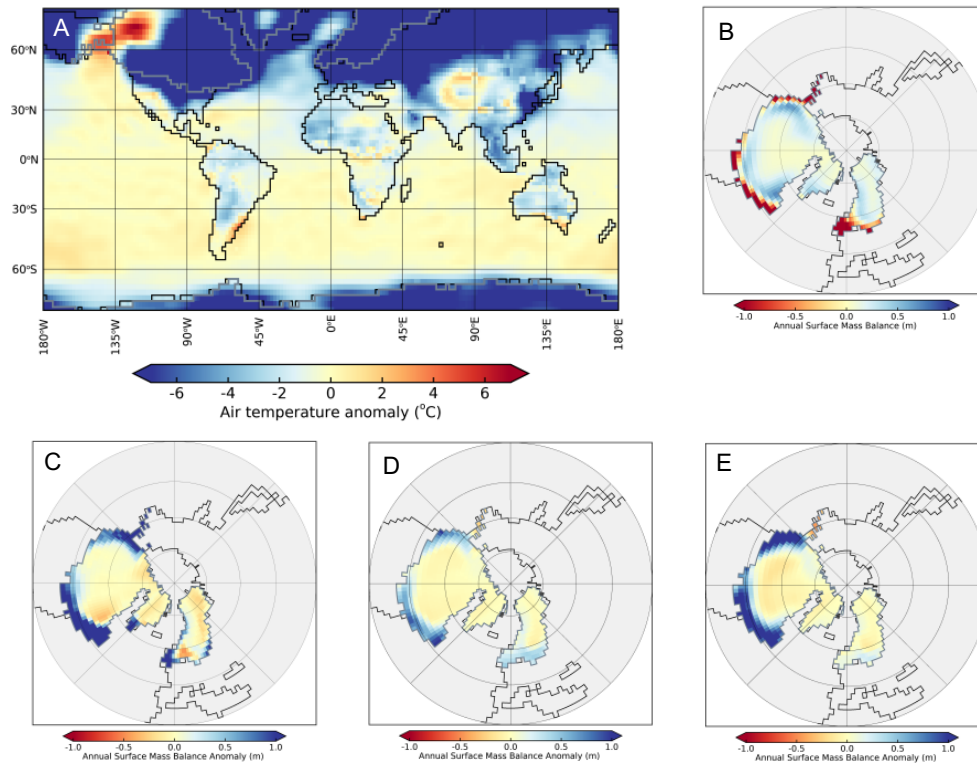 A
60°N
30°N
0°N
30°S
60°S
180°W
135°W
90°W
45°W
0°E
45°E
90°E
135°E
180°E
-6 -4 -2 0 2 4 6
Air temperature anomaly (°C)
B
-1.0 -0.5 0.0 0.5 1.0
Annual Surface Mass Balance (m)
C
-1.0 -0.5 0.0 0.5 1.0
Annual Surface Mass Balance Anomaly (m)
D
-1.0 -0.5 0.0 0.5 1.0
Annual Surface Mass Balance Anomaly (m)
E
-1.0 -0.5 0.0 0.5 1.0
Annual Surface Mass Balance Anomaly (m)